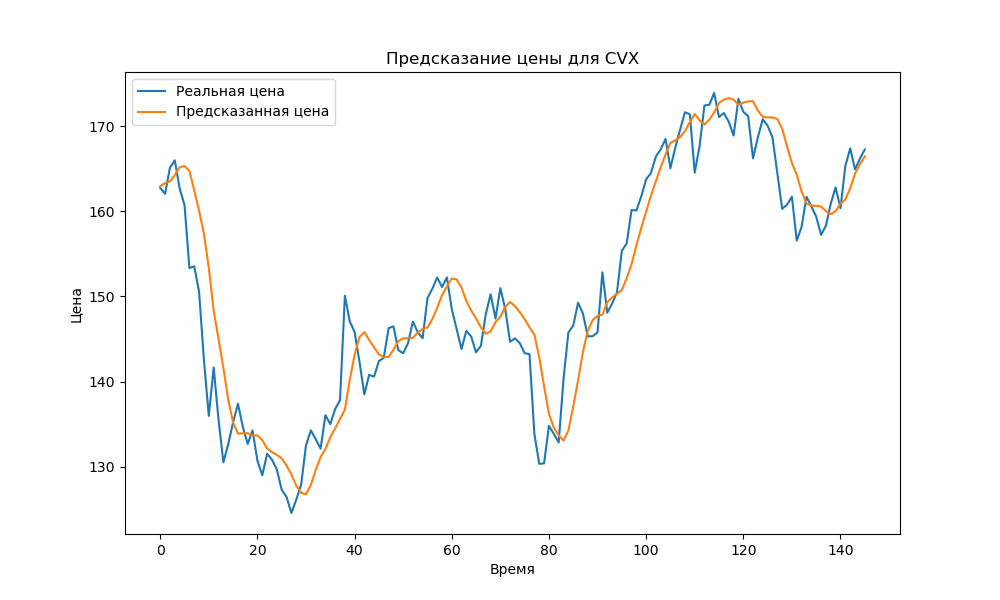 Предсказание цены для CVX
Реальная цена
Предсказанная цена
Цена
170
160
150
140
130
0 20 40 60 80 100 120 140
Время